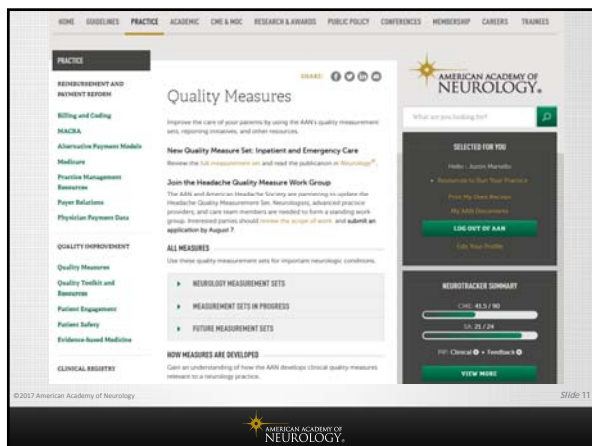 HOME GUIDELINES PRACTICE ACADEMIC CME & MOC RESEARCH & AWARDS PUBLIC POLICY CONFERENCES MEMBERSHIP CAREERS TRAINEES
PRACTICE
REIMBURSEMENT AND
PAYMENT REFORM
Billing and Coding
MACRA
Alternative Payment Models
Medicare
Practice Management
Resources
Payer Relations
Physician Payment Data
QUALITY IMPROVEMENT
Quality Measures
Quality Toolkit and
Resources
Patient Engagement
Patient Safety
Evidence-based Medicine
CLINICAL REGISTRY
SHARE:
Quality Measures
Improve the care of your patients by using the AAN's quality measurement
sets, reporting initiatives, and other resources.
New Quality Measure Set: Inpatient and Emergency Care
Review the full measurement set and read the publication in Neurology®.
Join the Headache Quality Measure Work Group
The AAN and American Headache Society are partnering to update the
Headache Quality Measurement Set. Neurologists, advanced practice
providers, and care team members are needed to form a standing work
group. Interested parties should review the scope of work and submit an
application by August 7.
ALL MEASURES
Use these quality measurement sets for important neurologic conditions.
NEUROLOGY MEASUREMENT SETS
MEASUREMENT SETS IN PROGRESS
FUTURE MEASUREMENT SETS
HOW MEASURES ARE DEVELOPED
Gain an understanding of how the AAN develops clinical quality measures
relevant to a neurology practice.
AMERICAN ACADEMY OF
NEUROLOGY®
What are you looking for?
SELECTED FOR YOU
Hello, Justin Martello
• Resources to Run Your Practice
Print My Dues Receipt
My AAN Documents
LOG OUT OF AAN
Edit Your Profile
NEUROTRACKER SUMMARY
CME: 41.5 / 90
SA: 21 / 24
PIP: Clinical • Feedback
VIEW MORE
©2017 American Academy of Neurology
Slide 11
AMERICAN ACADEMY OF
NEUROLOGY®